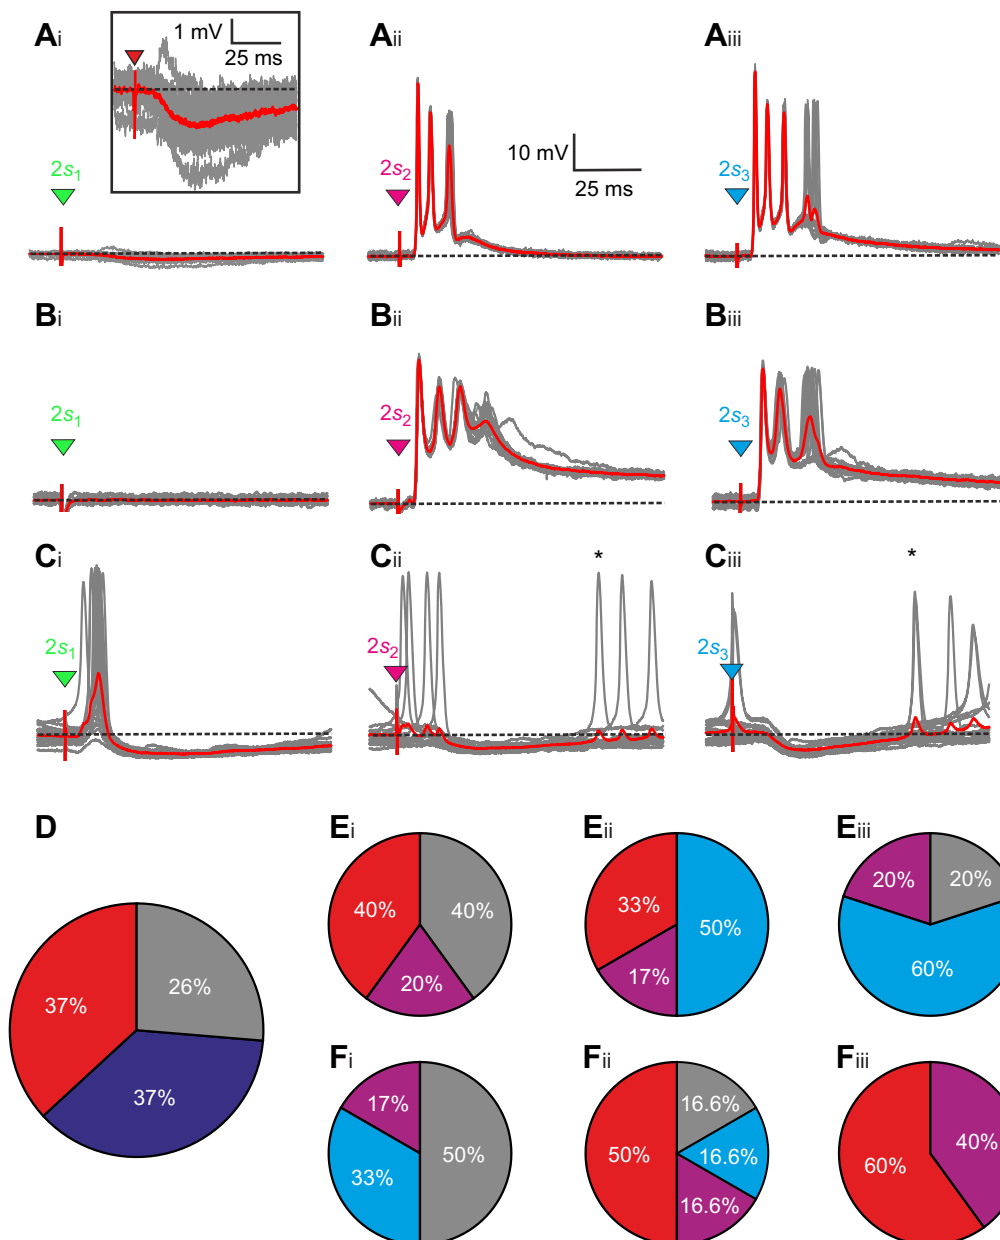 Ai
1 mV
25 ms
2s1
Aii
2s2
10 mV
25 ms
Aiii
2s3
Bi
2s1
Bii
2s2
Biii
2s3
Ci
2s1
Cii
*
2s2
Ciii
*
2s3
D
37%
26%
37%
Ei
40%
40%
20%
Eii
33%
50%
17%
Eiii
20%
20%
60%
Fi
17%
50%
33%
Fii
16.6%
50%
16.6%
16.6%
Fiii
40%
60%